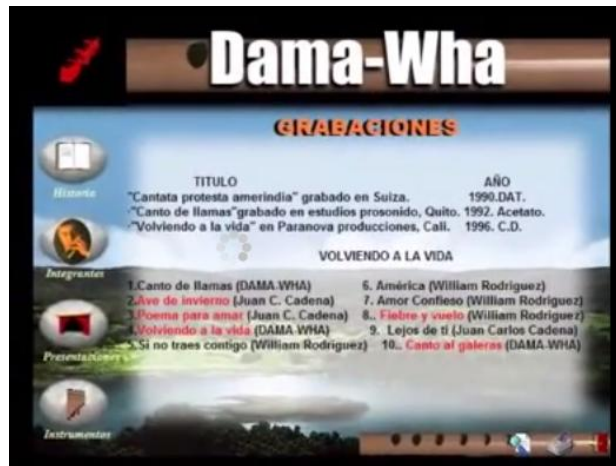 Dama-Wha
GRABACIONES
TITULO AÑO
"Cantata protesta amerindia" grabado en Suiza. 1990.DAT.
-"Canto de llamas"grabado en estudios prosonido, Quito. 1992. Acetato.
-"Volviendo a la vida" en Paranova producciones, Cali. 1996. C.D.
VOLVIENDO A LA VIDA
1.Canto de llamas (DAMA-WHA)
2.Ave de invierno (Juan C. Cadena)
3.Poema para amar (Juan C. Cadena)
4.Volviendo a la vida (DAMA-WHA)
5.Si no traes contigo (William Rodriguez)
6. América (William Rodriguez)
7. Amor Confieso (William Rodriguez)
8.. Fiebre y vuelo (William Rodriguez)
9. Lejos de ti (Juan Carlos Cadena)
10.. Canto al galeras (DAMA-WHA)
Historia
Integrantes
Presentaciones
Instrumentos